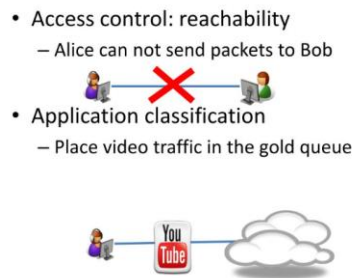 • Access control: reachability
– Alice can not send packets to Bob
• Application classification
– Place video traffic in the gold queue
You
Tube